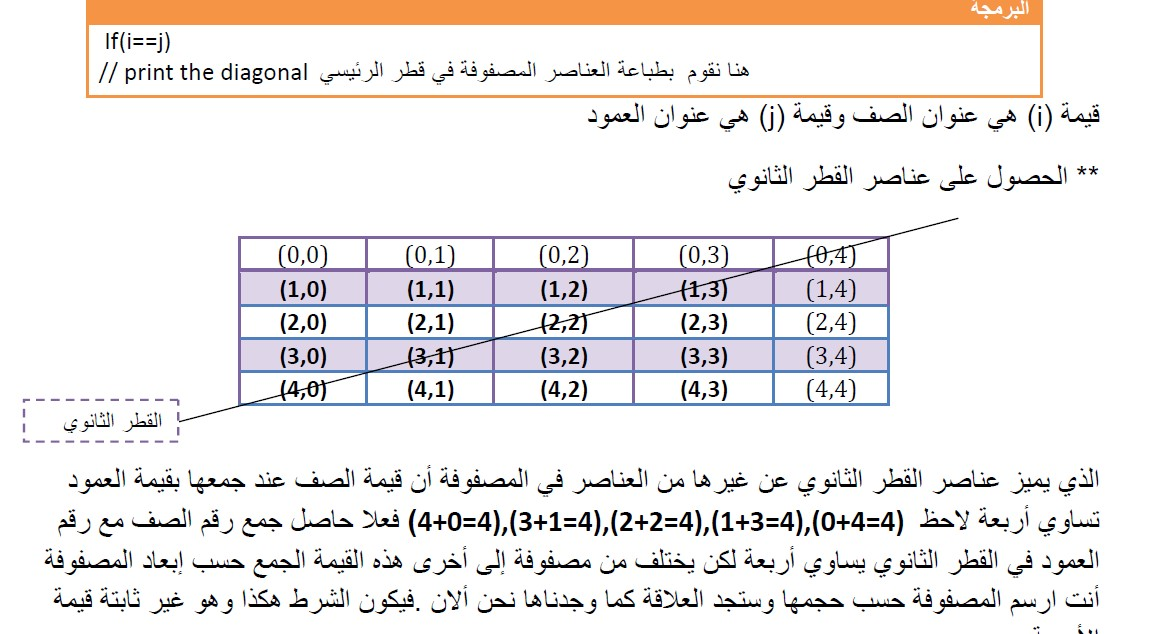 البرمجة
If(i==j)
// print the diagonal هنا نقوم بطباعة العناصر المصفوفة في قطر الرئيسي
قيمة (i) هي عنوان الصف وقيمة (j) هي عنوان العمود
** الحصول على عناصر القطر الثانوي
(0,0) (0,1) (0,2) (0,3) (0,4)
(1,0) (1,1) (1,2) (1,3) (1,4)
(2,0) (2,1) (2,2) (2,3) (2,4)
(3,0) (3,1) (3,2) (3,3) (3,4)
(4,0) (4,1) (4,2) (4,3) (4,4)
القطر الثانوي
الذي يميز عناصر القطر الثانوي عن غيرها من العناصر في المصفوفة أن قيمة الصف عند جمعها بقيمة العمود
تساوي أربعة لاحظ (0+4=4),(1+3=4),(2+2=4),(3+1=4),(4+0=4) فعلا حاصل جمع رقم الصف مع رقم
العمود في القطر الثانوي يساوي أربعة لكن يختلف من مصفوفة إلى أخرى هذه القيمة الجمع حسب إبعاد المصفوفة
أنت ارسم المصفوفة حسب حجمها وستجد العلاقة كما وجدناها نحن ألان .فيكون الشرط هكذا وهو غير ثابتة قيمة